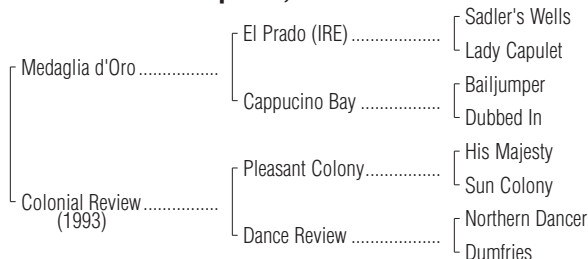 Sadler's Wells
El Prado (IRE) ...................
Lady Capulet
Medaglia d'Oro .................
Bailjumper
Cappucino Bay ................
Dubbed In
His Majesty
Pleasant Colony................
Sun Colony
Colonial Review ................
(1993)
Northern Dancer
Dance Review ...................
Dumfries